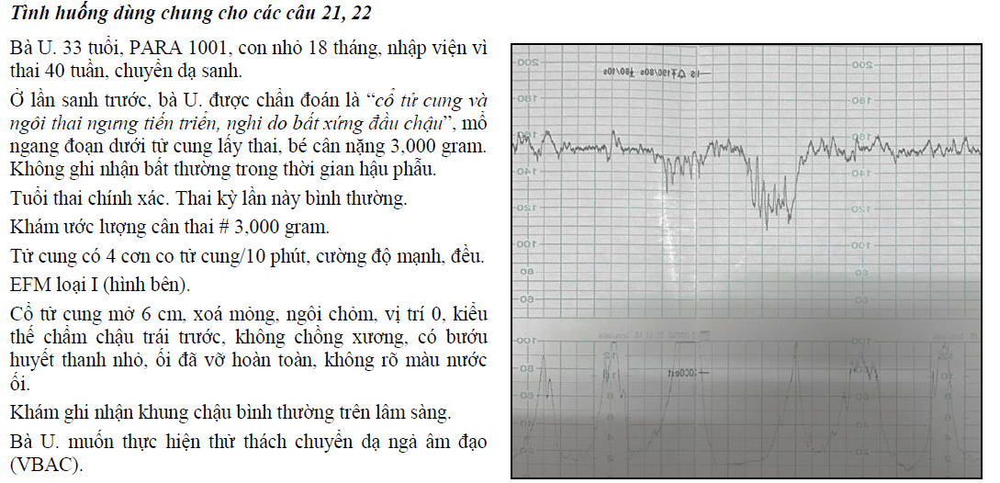 Tình huống dùng chung cho các câu 21, 22
Bà U. 33 tuổi, PARA 1001, con nhỏ 18 tháng, nhập viện vì
thai 40 tuần, chuyển dạ sanh.
Ở lần sanh trước, bà U. được chẩn đoán là “cổ tử cung và
ngôi thai ngưng tiến triển, nghi do bất xứng đầu chậu”, mổ
ngang đoạn dưới tử cung lấy thai, bé cân nặng 3,000 gram.
Không ghi nhận bất thường trong thời gian hậu phẫu.
Tuổi thai chính xác. Thai kỳ lần này bình thường.
Khám ước lượng cân thai # 3,000 gram.
Tử cung có 4 cơn co tử cung/10 phút, cường độ mạnh, đều.
EFM loại I (hình bên).
Cổ tử cung mở 6 cm, xoá mỏng, ngôi chỏm, vị trí 0, kiểu
thế chẩm chậu trái trước, không chồng xương, có bướu
huyết thanh nhỏ, ối đã vỡ hoàn toàn, không rõ màu nước
ối.
Khám ghi nhận khung chậu bình thường trên lâm sàng.
Bà U. muốn thực hiện thử thách chuyển dạ ngả âm đạo
(VBAC).
200 200
180 180
160 160
140 140
120 120
100 100
80 80
60 60
100 100
80
60